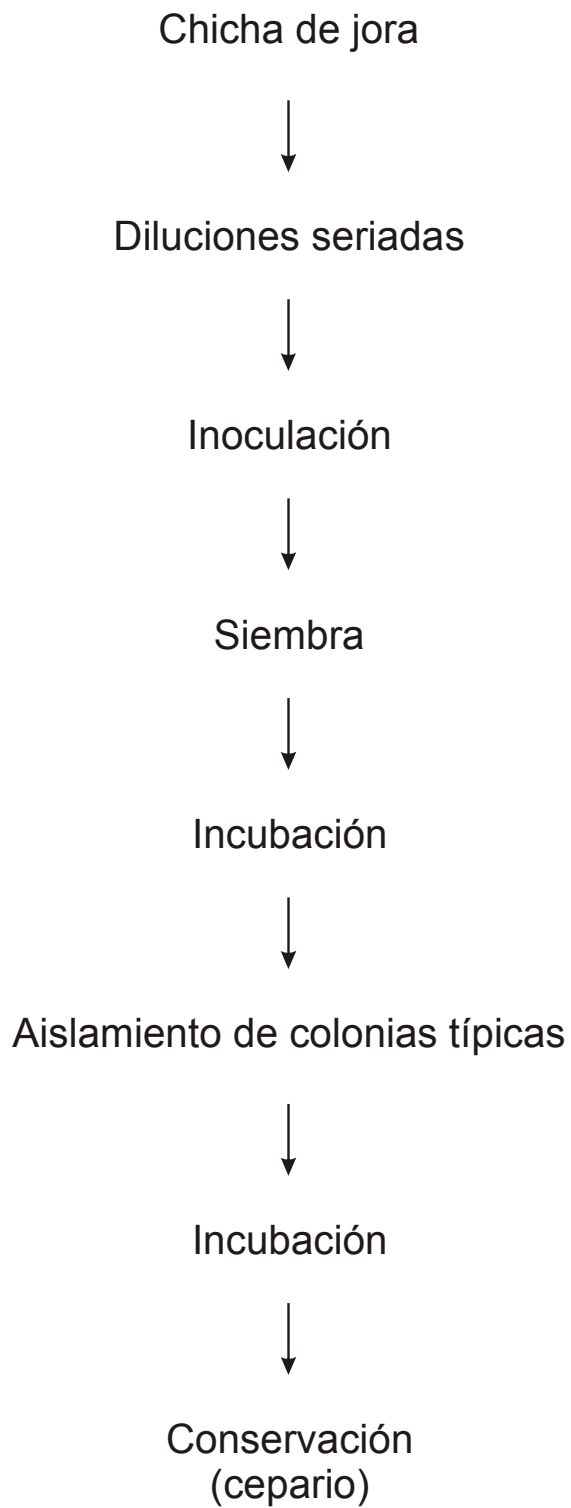 Chicha de jora
Diluciones seriadas
Inoculación
Siembra
Incubación
Aislamiento de colonias típicas
Incubación
Conservación
(cepario)